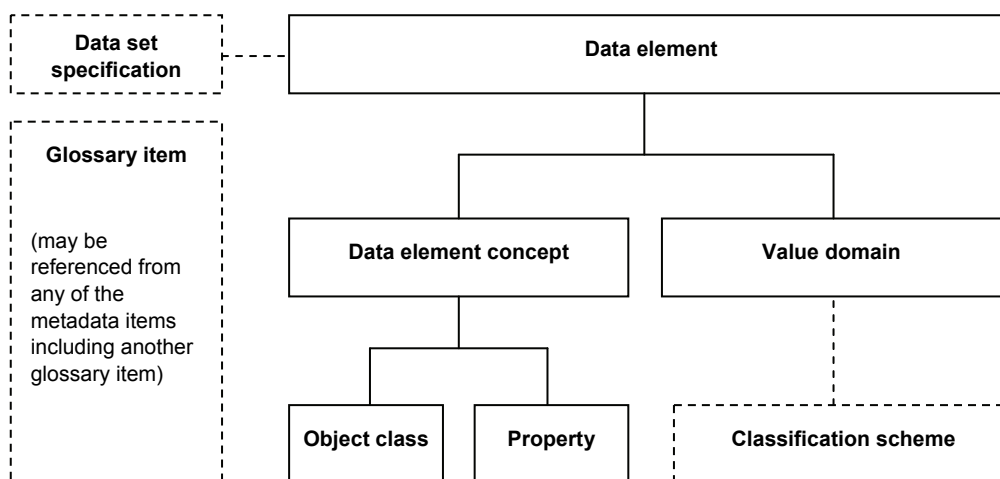 Data set
specification
Data element
Glossary item
(may be
referenced from
any of the
metadata items
including another
glossary item)
Data element concept
Value domain
Object class
Property
Classification scheme